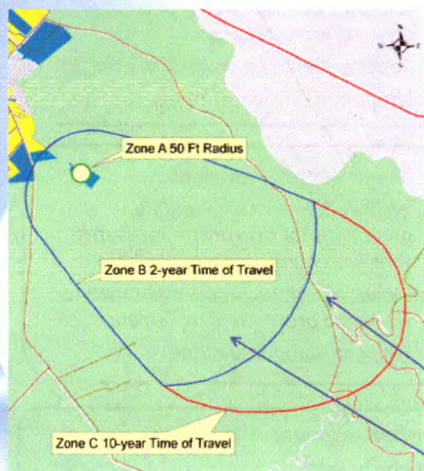 Zone A 50 Ft Radius
Zone B 2-year Time of Travel
Zone C 10-year Time of Travel